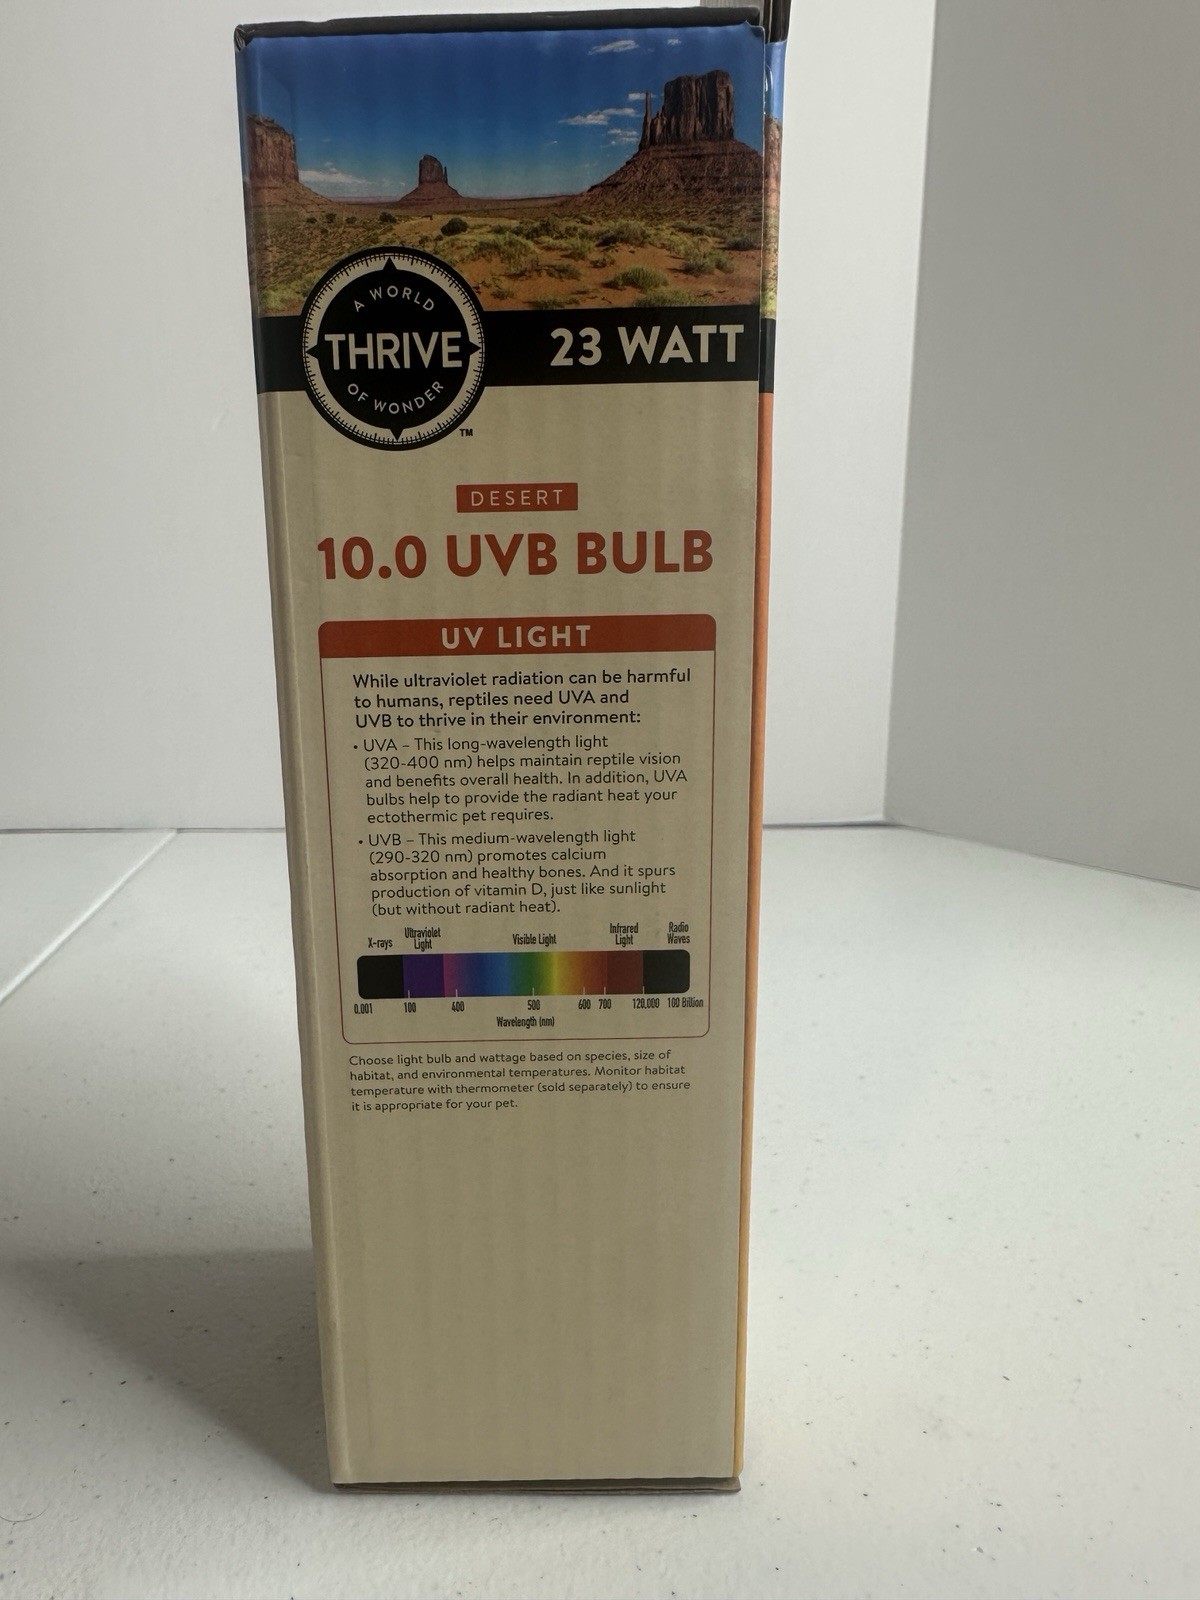 A WORLD
THRIVE
OF WONDER
™
23 WATT
DESERT
10.0 UVB BULB
UV LIGHT
While ultraviolet radiation can be harmful
to humans, reptiles need UVA and
UVB to thrive in their environment:
• UVA – This long-wavelength light
(320-400 nm) helps maintain reptile vision
and benefits overall health. In addition, UVA
bulbs help to provide the radiant heat your
ectothermic pet requires.
• UVB – This medium-wavelength light
(290-320 nm) promotes calcium
absorption and healthy bones. And it spurs
production of vitamin D, just like sunlight
(but without radiant heat).
X-rays Ultraviolet Light Visible Light Infrared Light Radio Waves
0.001 100 400 500 600 700 120,000 100 Billion
Wavelength (nm)
Choose light bulb and wattage based on species, size of
habitat, and environmental temperatures. Monitor habitat
temperature with thermometer (sold separately) to ensure
it is appropriate for your pet.